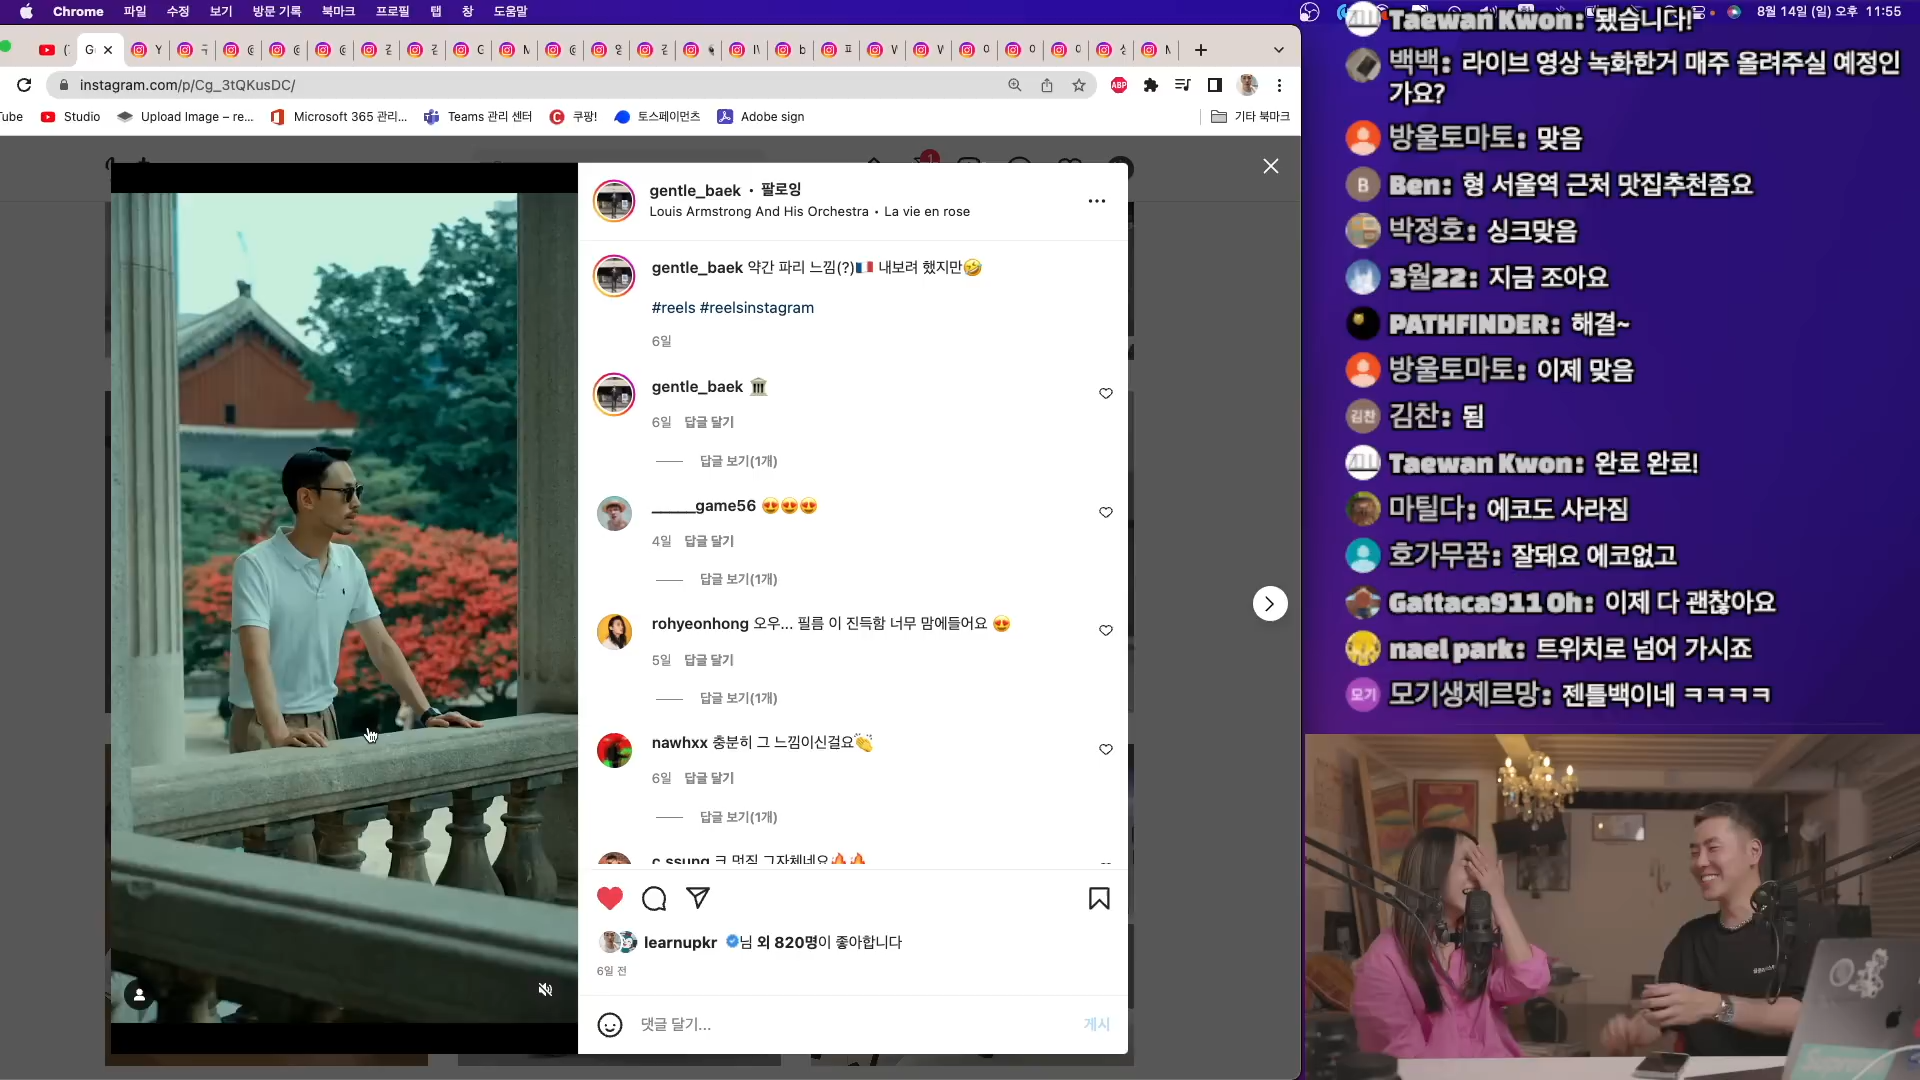 Chrome 파일 수정 보기 방문 기록 북마크 프로필 탭 창 도움말
8월 14일 (일) 오후 11:55
instagram.com/p/Cg_3tQKusDC/
ABP
ube Studio Upload Image – re... Microsoft 365 관리... Teams 관리 센터 쿠팡! 토스페이먼츠 Adobe sign 기타 북마크
1
gentle_baek • 팔로잉
Louis Armstrong And His Orchestra • La vie en rose
gentle_baek 약간 파리 느낌(?)🇫🇷 내보려 했지만🤣
#reels #reelsinstagram
6일
gentle_baek 🏛️
6일 답글 달기
답글 보기(1개)
_____game56 😍😍😍
4일 답글 달기
답글 보기(1개)
rohyeonhong 오우... 필름 이 진득함 너무 맘에들어요 😍
5일 답글 달기
답글 보기(1개)
nawhxx 충분히 그 느낌이신걸요👏
6일 답글 달기
답글 보기(1개)
c.ssung 크 멋짐 그자체네요🔥🔥
learnupkr 님 외 820명이 좋아합니다
6일 전
댓글 달기...
게시
Taewan Kwon: 됐습니다!
백백: 라이브 영상 녹화한거 매주 올려주실 예정인
가요?
방울토마토: 맞음
B Ben: 형 서울역 근처 맛집추천좀요
박정호: 싱크맞음
3월22: 지금 조아요
PATHFINDER: 해결~
방울토마토: 이제 맞음
김찬 김찬: 됨
Taewan Kwon: 완료 완료!
마틸다: 에코도 사라짐
호가무꿈: 잘돼요 에코없고
Gattaca911 Oh: 이제 다 괜찮아요
nael park: 트위치로 넘어 가시죠
모기 모기생제르망: 젠틀백이네 ㅋㅋㅋㅋ
Supreme